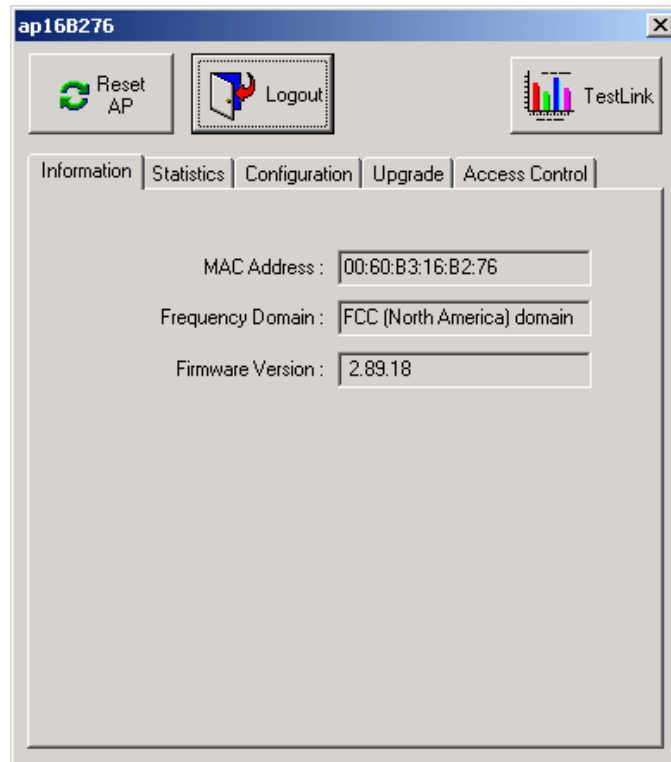 ap16B276
Reset
AP
Logout
TestLink
Information Statistics Configuration Upgrade Access Control
MAC Address : 00:60:B3:16:B2:76
Frequency Domain : FCC (North America) domain
Firmware Version : 2.89.18